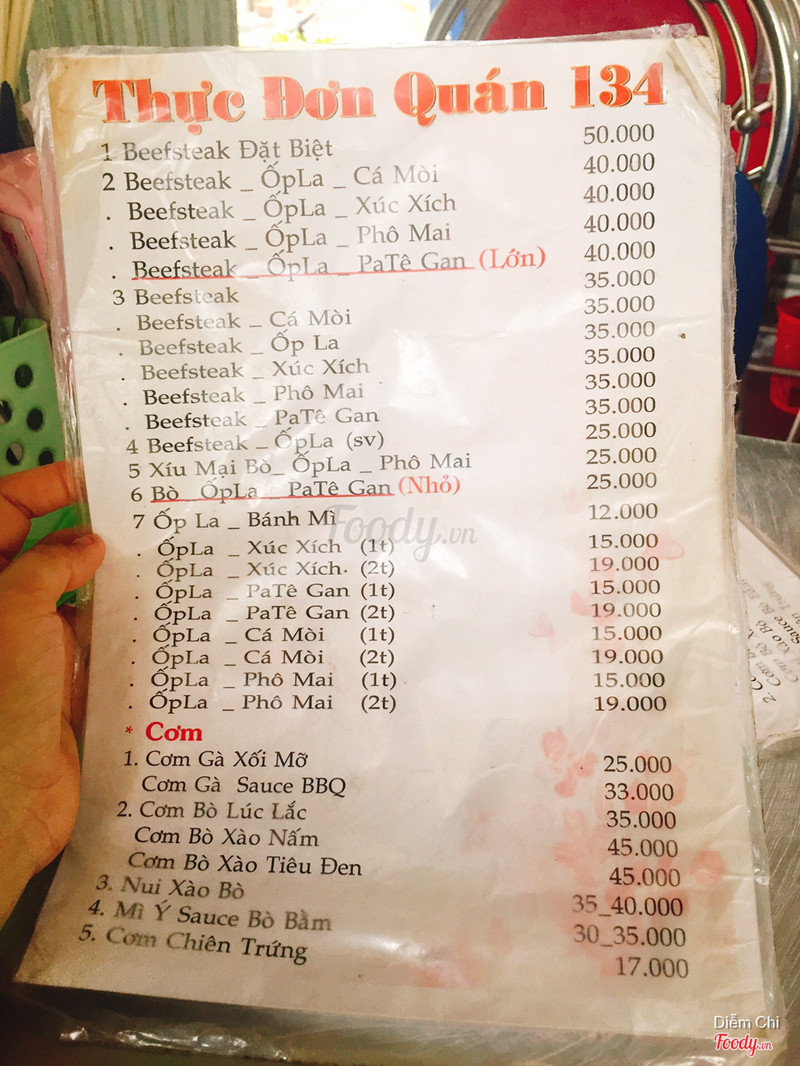 Thực Đơn Quán 134
1 Beefsteak Đặt Biệt 50.000
2 Beefsteak _ ỐpLa _ Cá Mòi 40.000
. Beefsteak _ ỐpLa _ Xúc Xích 40.000
. Beefsteak _ ỐpLa _ Phô Mai 40.000
. Beefsteak _ ỐpLa _ PaTê Gan (Lớn) 40.000
3 Beefsteak 35.000
. Beefsteak _ Cá Mòi 35.000
. Beefsteak _ Ốp La 35.000
. Beefsteak _ Xúc Xích 35.000
. Beefsteak _ Phô Mai 35.000
. Beefsteak _ PaTê Gan 35.000
4 Beefsteak _ ỐpLa (sv) 25.000
5 Xíu Mại Bò_ ỐpLa _ Phô Mai 25.000
6 Bò _ ỐpLa _ PaTê Gan (Nhỏ) 25.000
7 Ốp La _ Bánh Mì 12.000
. ỐpLa _ Xúc Xích (1t) 15.000
. ỐpLa _ Xúc Xích. (2t) 19.000
. ỐpLa _ PaTê Gan (1t) 15.000
. ỐpLa _ PaTê Gan (2t) 19.000
. ỐpLa _ Cá Mòi (1t) 15.000
. ỐpLa _ Cá Mòi (2t) 19.000
. ỐpLa _ Phô Mai (1t) 15.000
. ỐpLa _ Phô Mai (2t) 19.000
* Cơm
1. Cơm Gà Xối Mỡ 25.000
Cơm Gà Sauce BBQ 33.000
2. Cơm Bò Lúc Lắc 35.000
Cơm Bò Xào Nấm 45.000
Cơm Bò Xào Tiêu Đen 45.000
3. Nui Xào Bò 35_40.000
4. Mì Ý Sauce Bò Bằm 30_35.000
5. Cơm Chiên Trứng 17.000
Foody.vn
Diễm Chi
Foody.vn